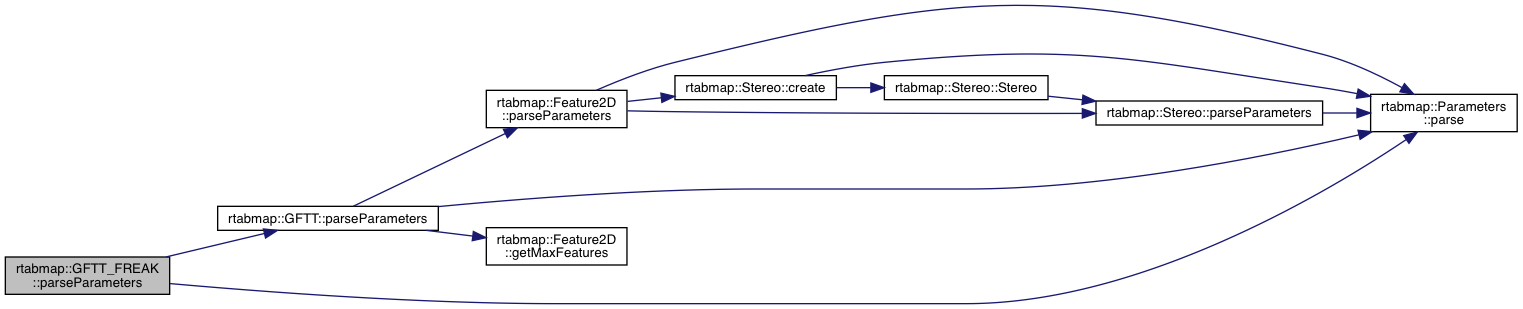 rtabmap::GFTT_FREAK
::parseParameters
rtabmap::GFTT::parseParameters
rtabmap::Feature2D
::parseParameters
rtabmap::Feature2D
::getMaxFeatures
rtabmap::Stereo::create
rtabmap::Stereo::Stereo
rtabmap::Stereo::parseParameters
rtabmap::Parameters
::parse